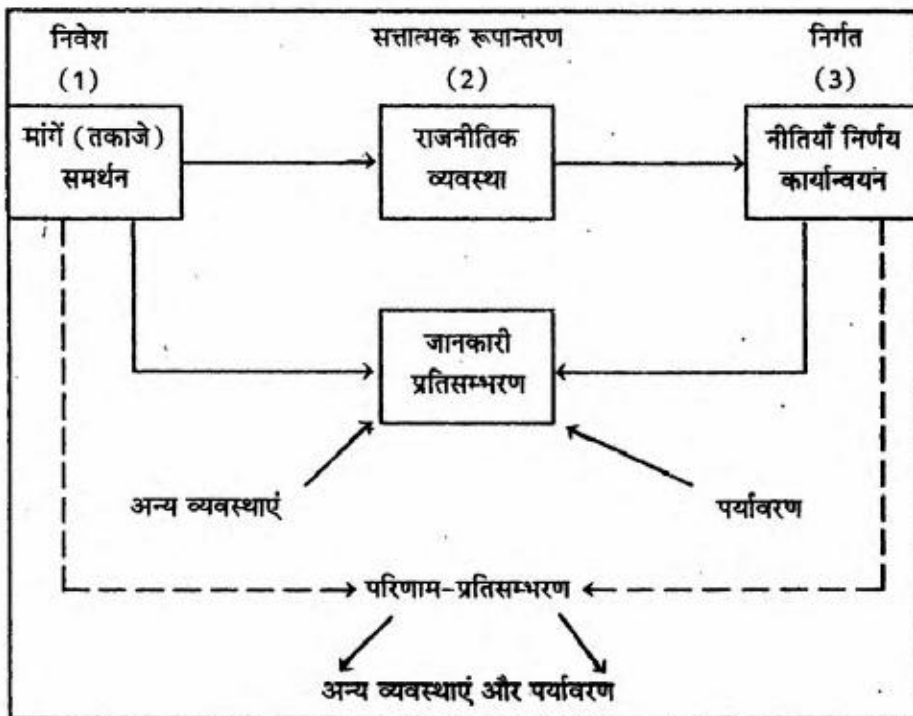 निवेश
सत्तात्मक रूपान्तरण
निर्गत
(1)
(2)
(3)
मांगें (तकाजे)
समर्थन
राजनीतिक
व्यवस्था
नीतियाँ निर्णय
कार्यान्वयन
जानकारी
प्रतिसम्भरण
अन्य व्यवस्थाएं
पर्यावरण
परिणाम-प्रतिसम्भरण
अन्य व्यवस्थाएं और पर्यावरण